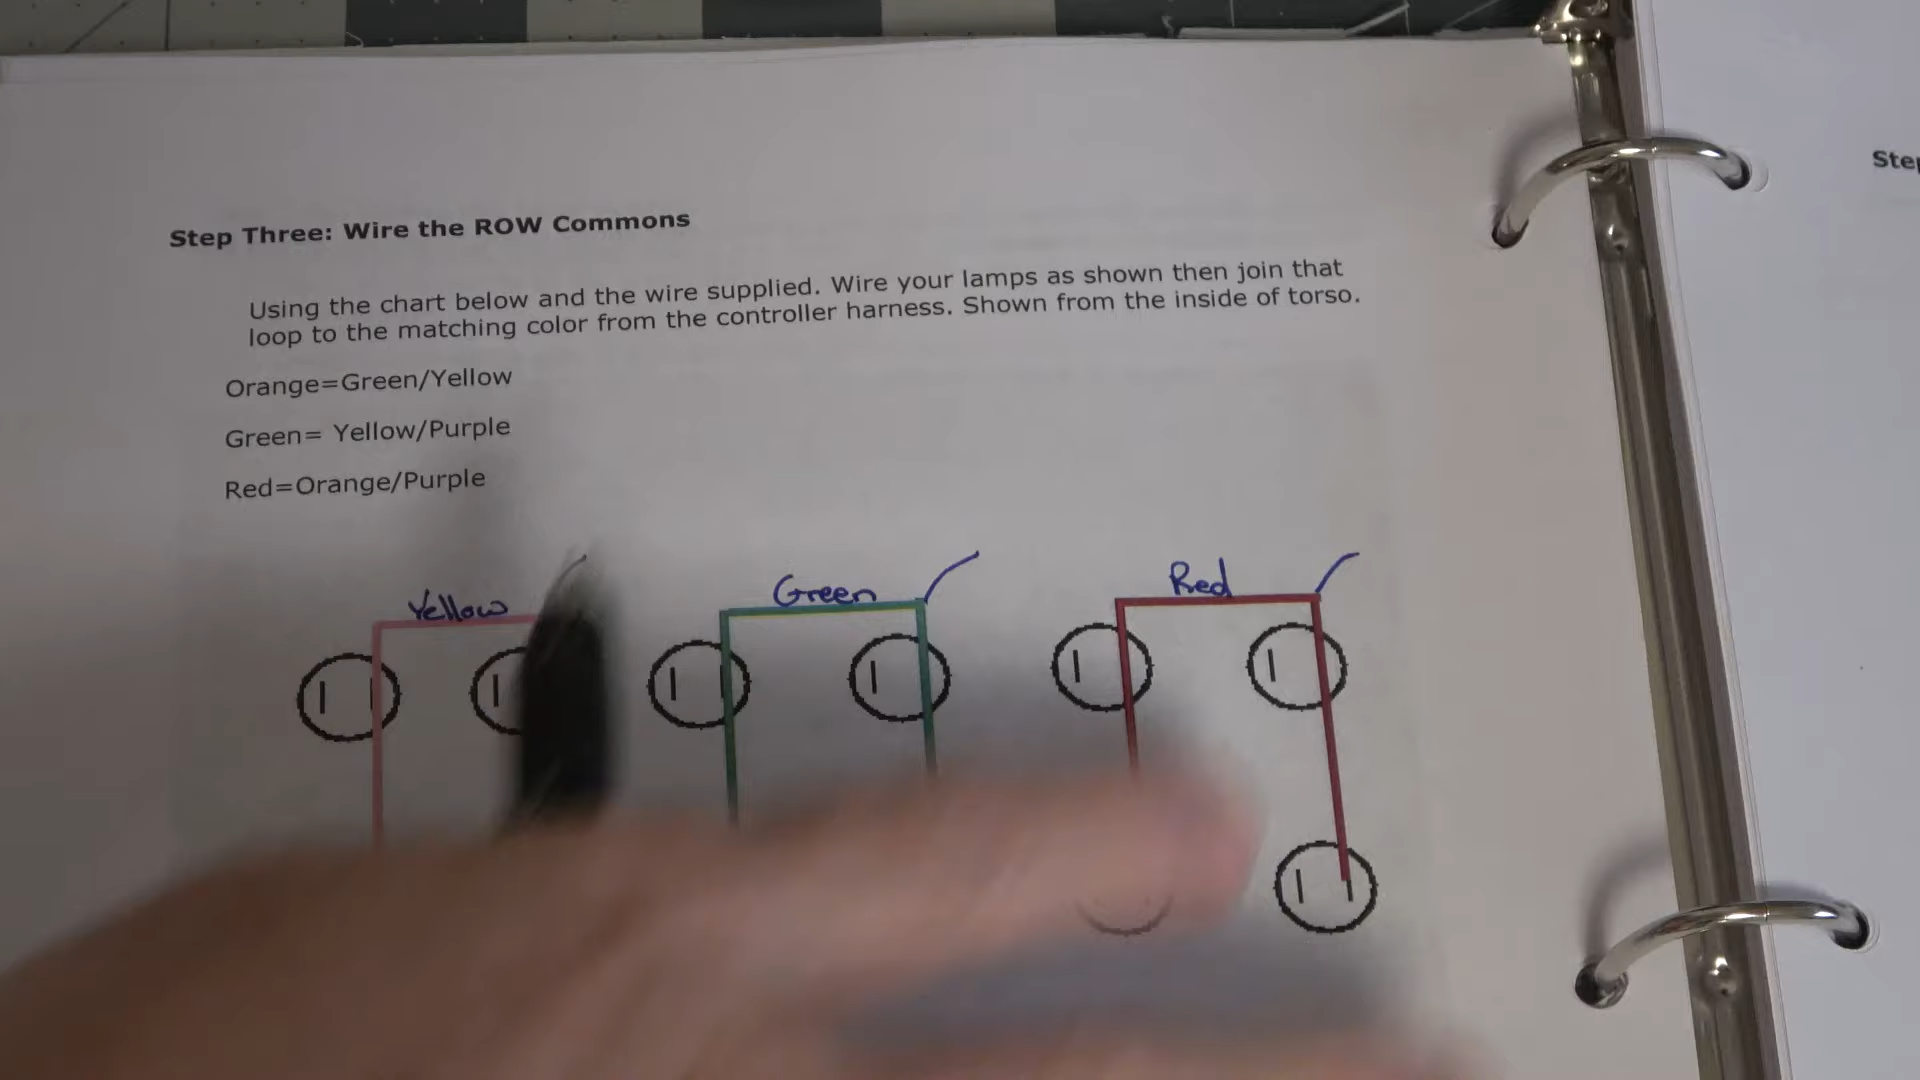 Step Three: Wire the ROW Commons
Using the chart below and the wire supplied. Wire your lamps as shown then join that
loop to the matching color from the controller harness. Shown from the inside of torso.
Orange=Green/Yellow
Green= Yellow/Purple
Red=Orange/Purple
Yellow
Green
Red